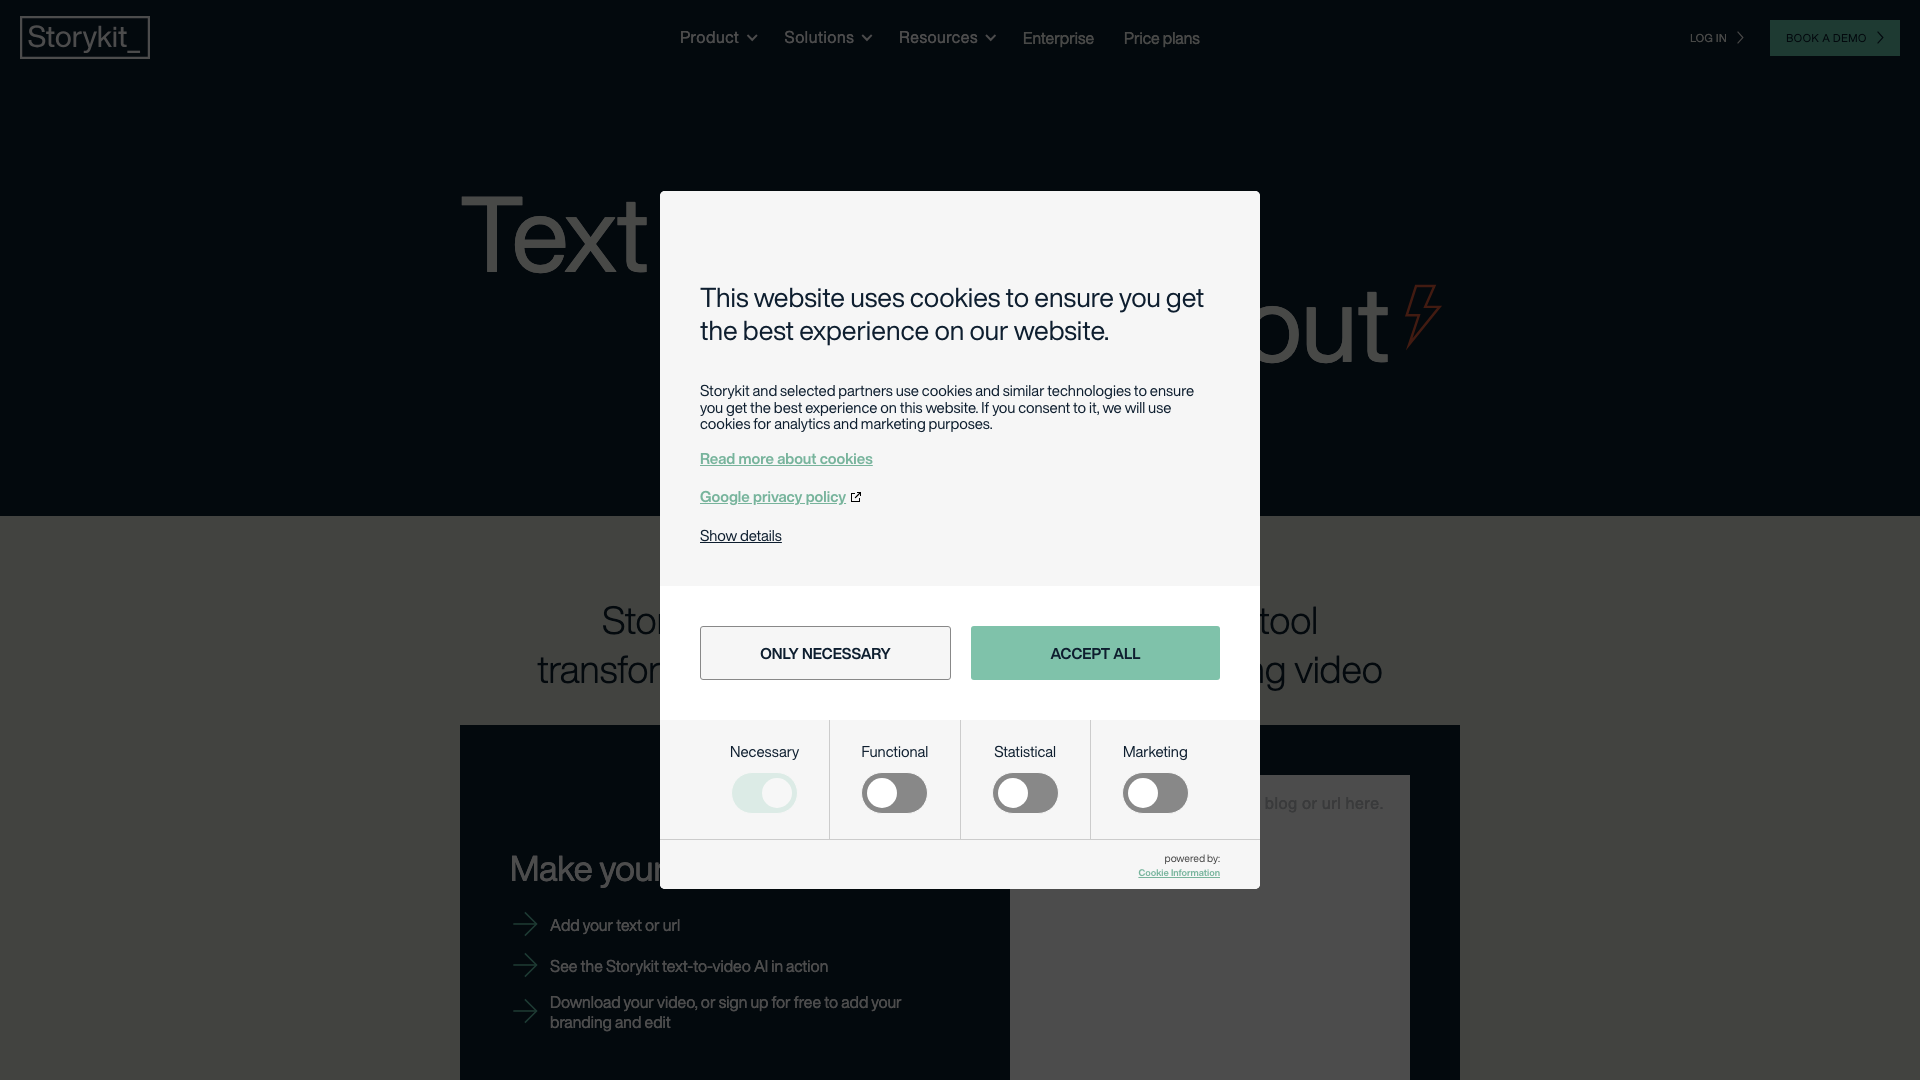 Storykit_
Product
Solutions
Resources
Enterprise
Price plans
LOG IN
BOOK A DEMO
Text
out
This website uses cookies to ensure you get
the best experience on our website.
Storykit and selected partners use cookies and similar technologies to ensure
you get the best experience on this website. If you consent to it, we will use
cookies for analytics and marketing purposes.
Read more about cookies
Google privacy policy
Show details
tool
video
ONLY NECESSARY
ACCEPT ALL
Necessary
Functional
Statistical
Marketing
blog or url here.
powered by:
Cookie Information
Make your
Add your text or url
See the Storykit text-to-video AI in action
Download your video, or sign up for free to add your
branding and edit